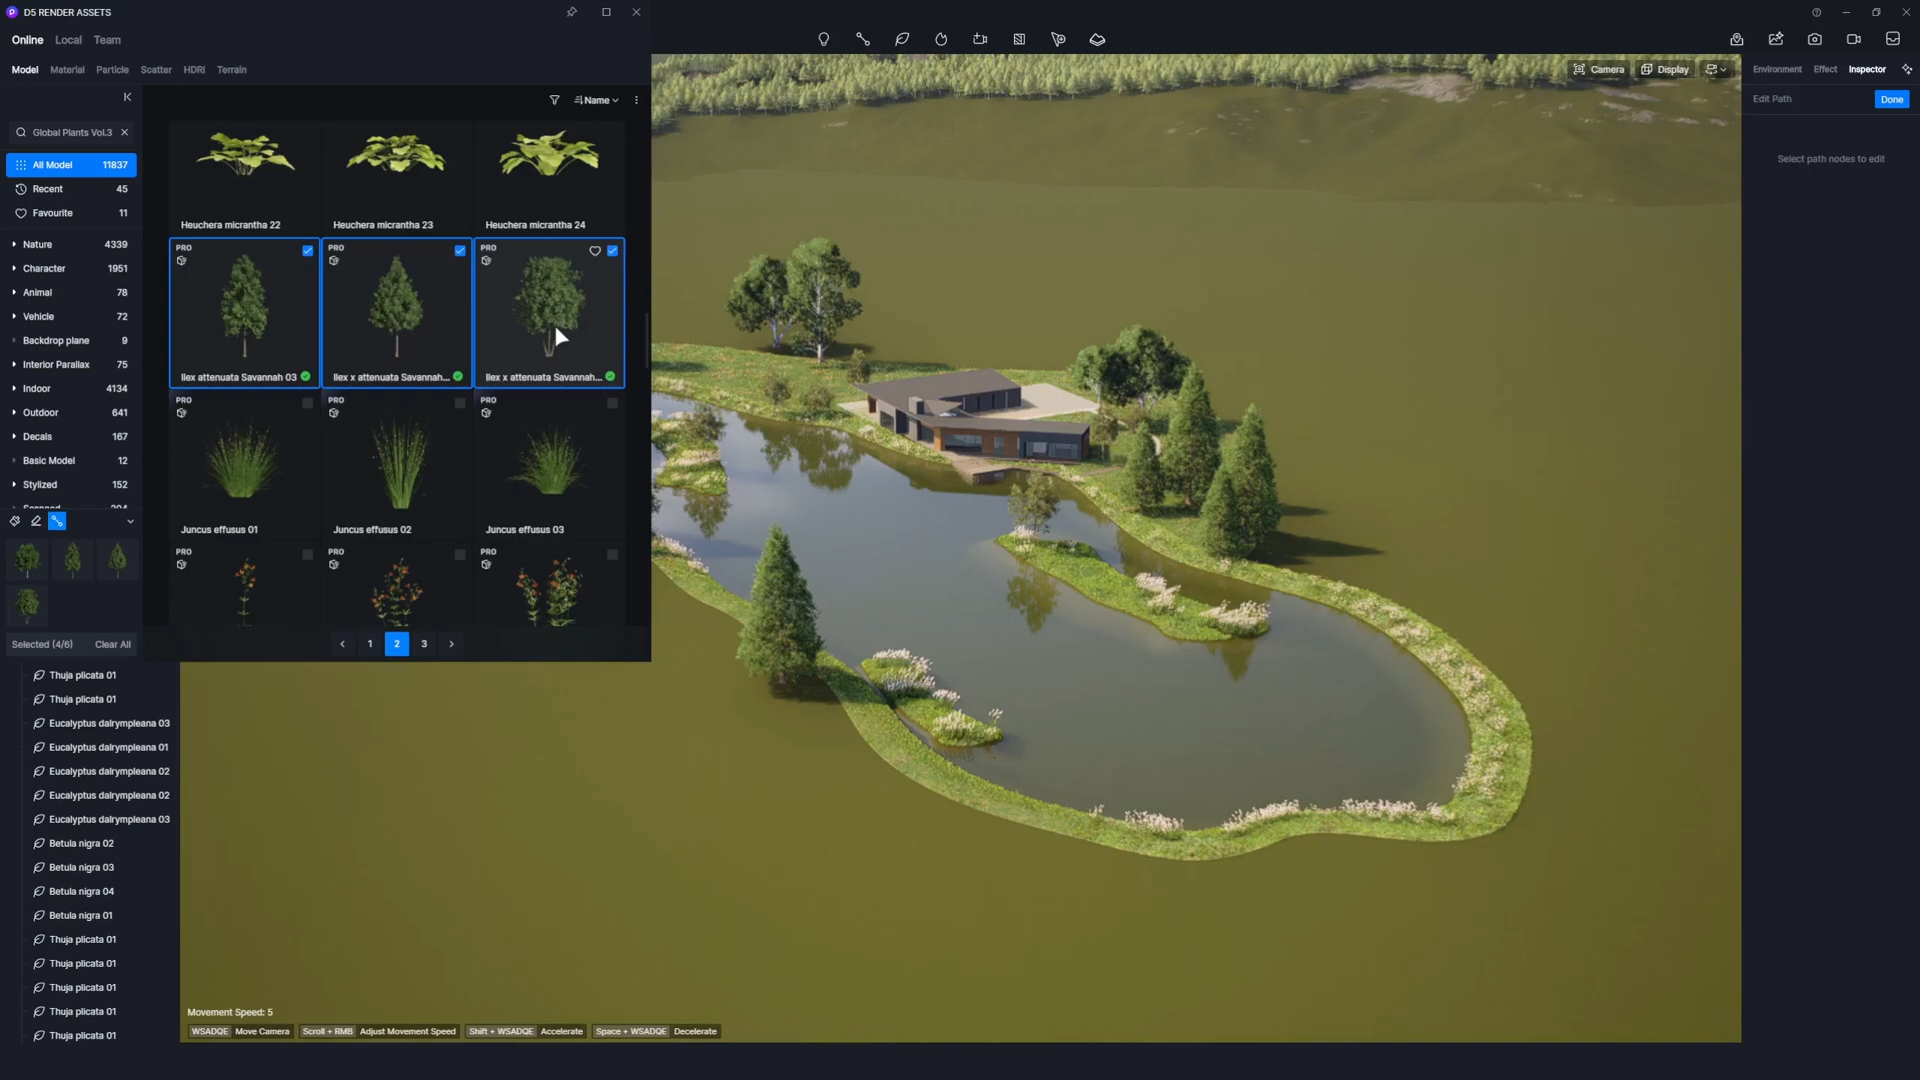 D5 RENDER ASSETS
Online Local Team
Model Material Particle Scatter HDRI Terrain
Name
Global Plants Vol.3
All Model 11837
Recent 45
Favourite 11
Nature 4339
Character 1951
Animal 78
Vehicle 72
Backdrop plane 9
Interior Parallax 75
Indoor 4134
Outdoor 641
Decals 167
Basic Model 12
Stylized 152
Heuchera micrantha 22 Heuchera micrantha 23 Heuchera micrantha 24
PRO PRO PRO
Ilex attenuata Savannah 03 Ilex x attenuata Savannah... Ilex x attenuata Savannah...
PRO PRO PRO
Juncus effusus 01 Juncus effusus 02 Juncus effusus 03
PRO PRO PRO
1 2 3
Selected (4/6) Clear All
Thuja plicata 01
Thuja plicata 01
Eucalyptus dalrympleana 03
Eucalyptus dalrympleana 01
Eucalyptus dalrympleana 02
Eucalyptus dalrympleana 02
Eucalyptus dalrympleana 03
Betula nigra 02
Betula nigra 03
Betula nigra 04
Betula nigra 01
Thuja plicata 01
Thuja plicata 01
Thuja plicata 01
Thuja plicata 01
Thuja plicata 01
Camera Display
Environment Effect Inspector
Edit Path Done
Select path nodes to edit
Movement Speed: 5
WSADQE Move Camera Scroll + RMB Adjust Movement Speed Shift + WSADQE Accelerate Space + WSADQE Decelerate